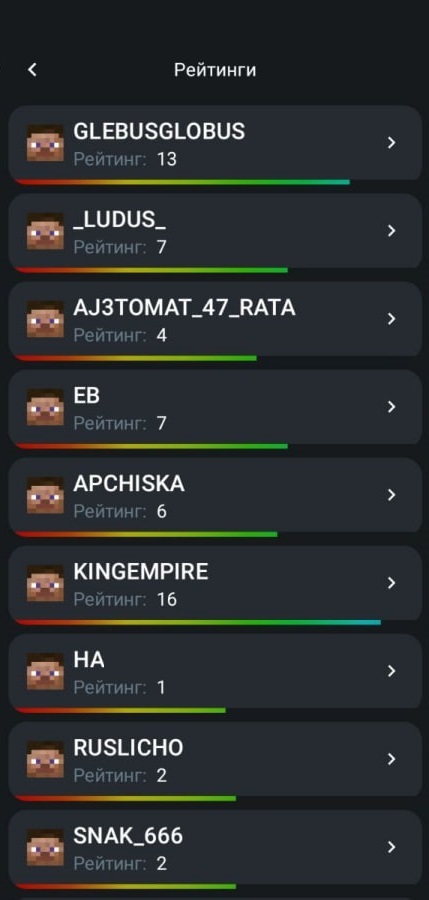 Рейтинги
GLEBUSGLOBUS
Рейтинг: 13
_LUDUS_
Рейтинг: 7
AJ3TOMAT_47_RATA
Рейтинг: 4
EB
Рейтинг: 7
APCHISKA
Рейтинг: 6
KINGEMPIRE
Рейтинг: 16
HA
Рейтинг: 1
RUSLICHO
Рейтинг: 2
SNAK_666
Рейтинг: 2